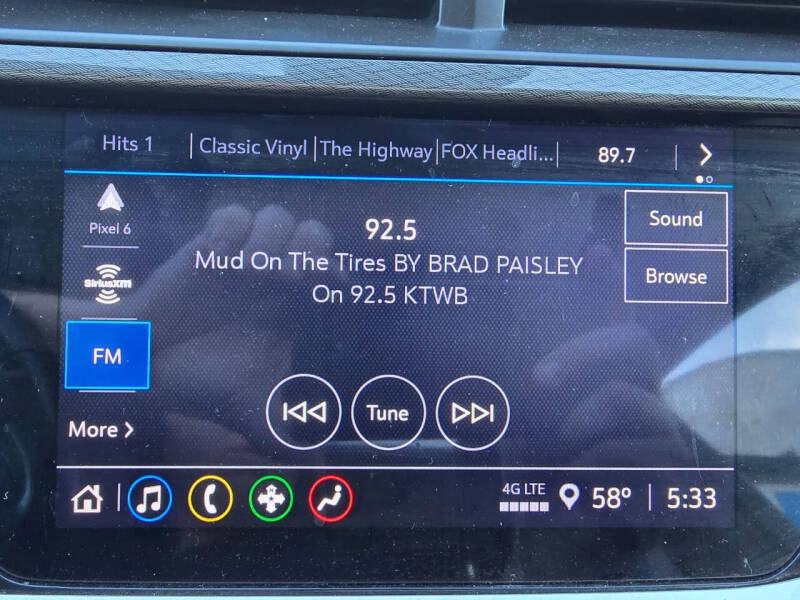 Hits 1 Classic Vinyl The Highway FOX Headli... 89.7
Pixel 6
92.5
Sound
Mud On The Tires BY BRAD PAISLEY
SiriusXM
Browse
On 92.5 KTWB
FM
Tune
More
4G LTE
58° 5:33